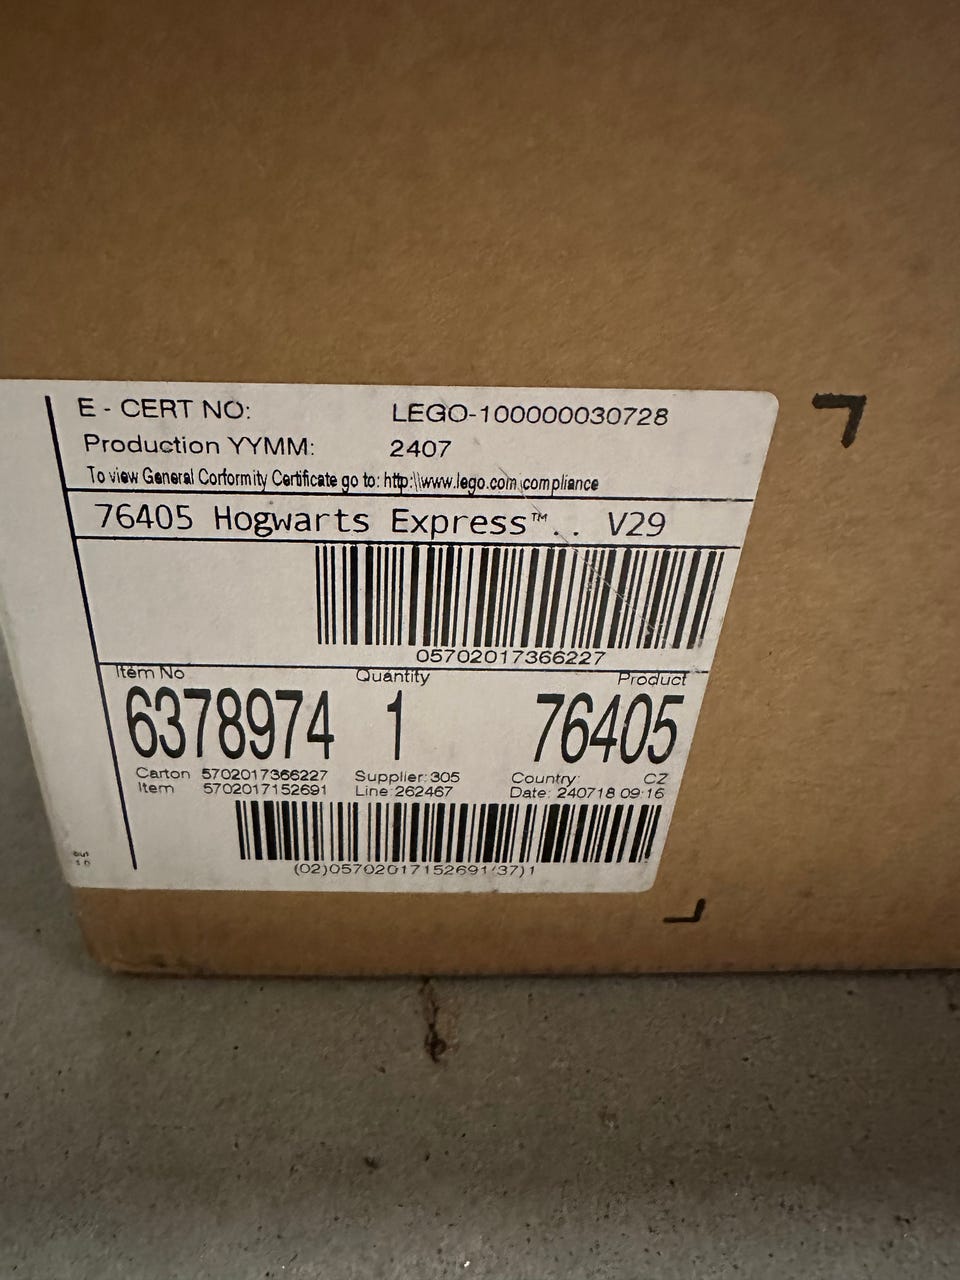 E - CERT NO: LEGO-100000030728
Production YYMM: 2407
To view General Corformity Certificate go to: http:\\www.lego.com\compliance
76405 Hogwarts Express™.. V29
05702017366227
Item No Quantity Product
6378974 1 76405
Carton 5702017366227 Supplier: 305 Country: CZ
Item 5702017152691 Line: 262467 Date: 240718 09:16
(02)05702017152691(37)1